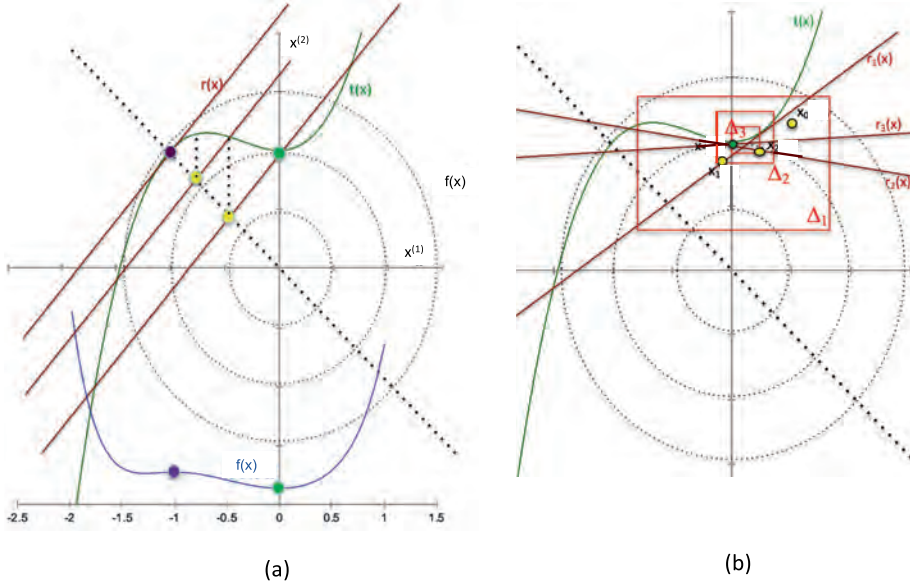 x(2)
r(x)
t(x)
f(x)
x(1)
f(x)
-2.5 -2 -1.5 -1 -0.5 0 0.5 1 1.5
(a)
t(x)
r₁(x)
x₀
r₃(x)
Δ₃
x₂
x
x₁
Δ₂
r₂(x)
Δ₁
(b)